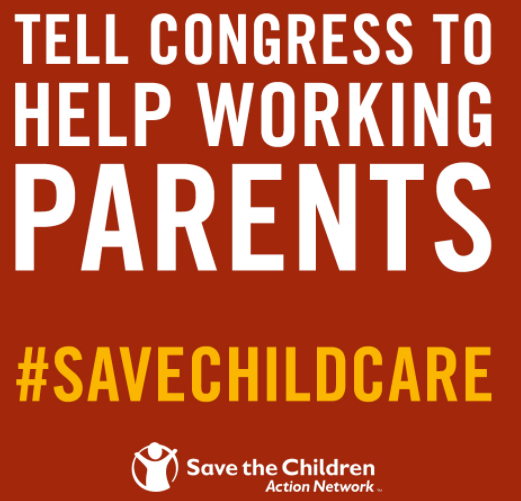 TELL CONGRESS TO
HELP WORKING
PARENTS
#SAVECHILDCARE
Save the Children
Action Network